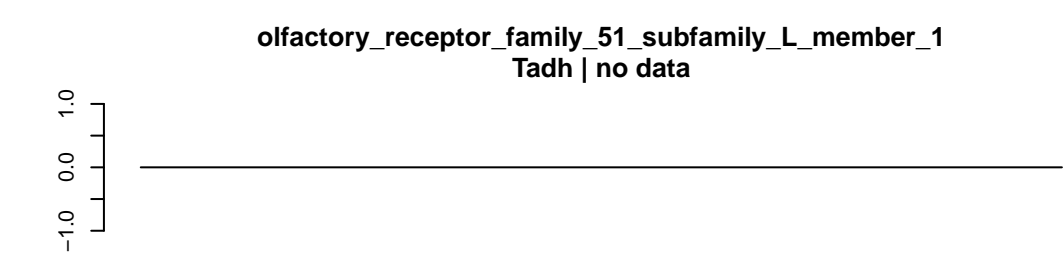 olfactory_receptor_family_51_subfamily_L_member_1
Tadh | no data
1.0
0.0
−1.0